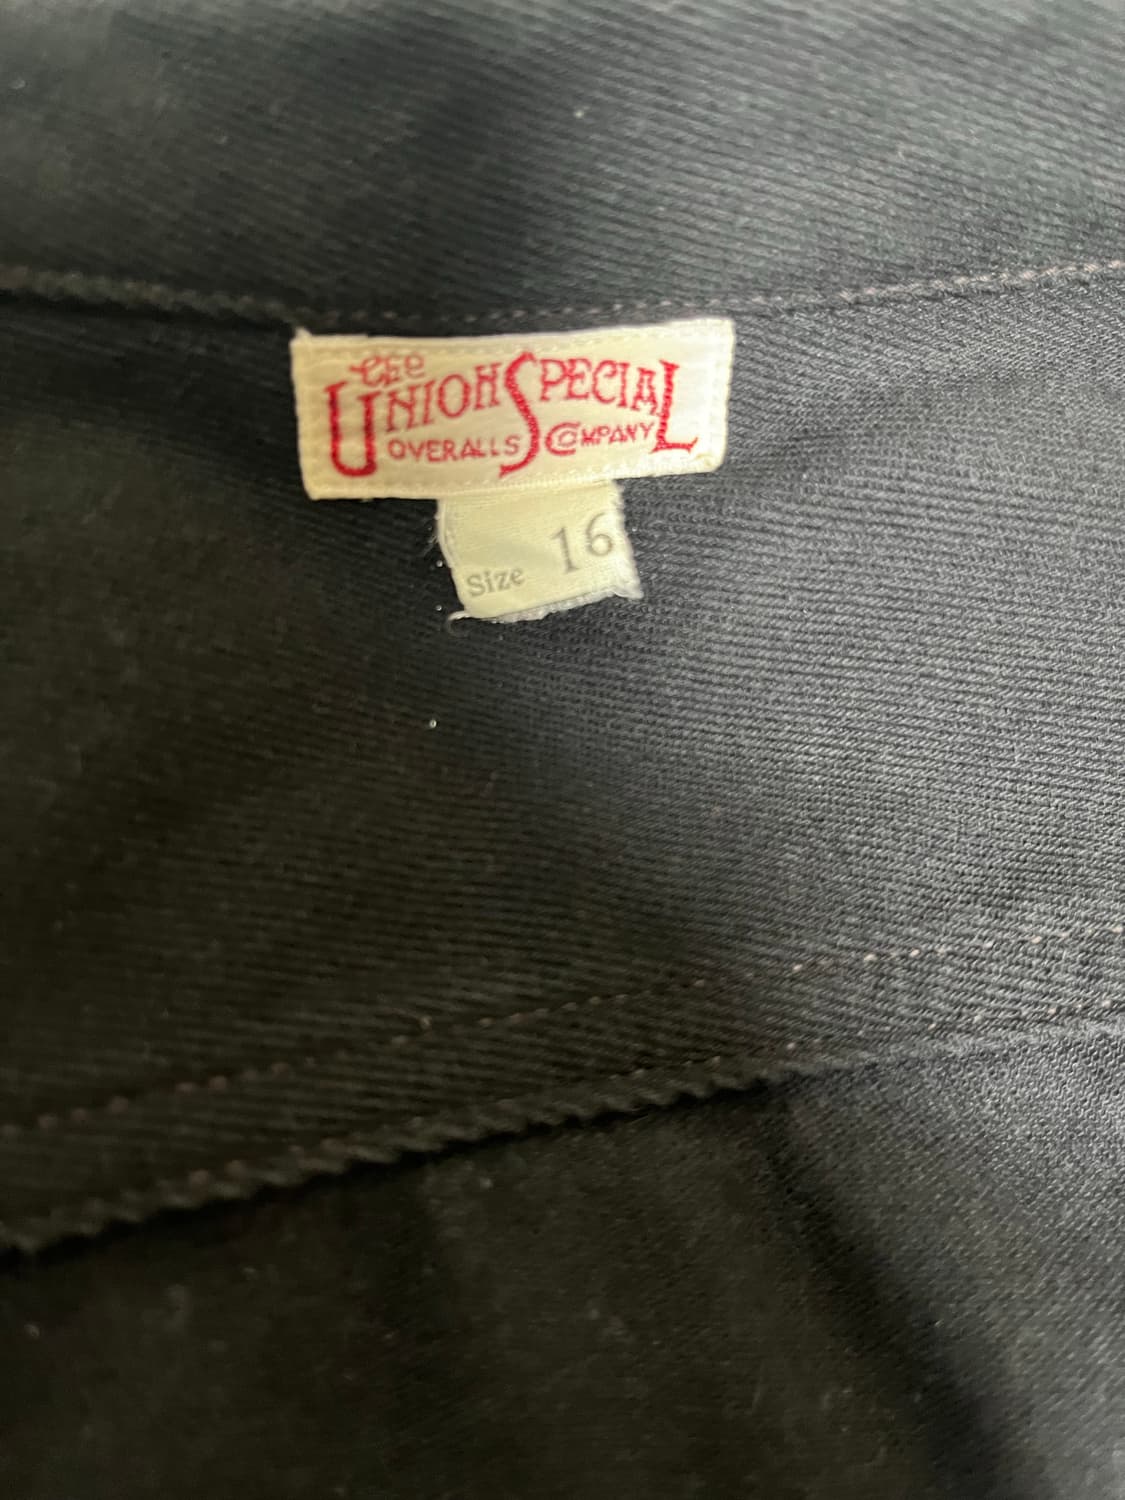 The
Union Special
Overalls Company
Size 16